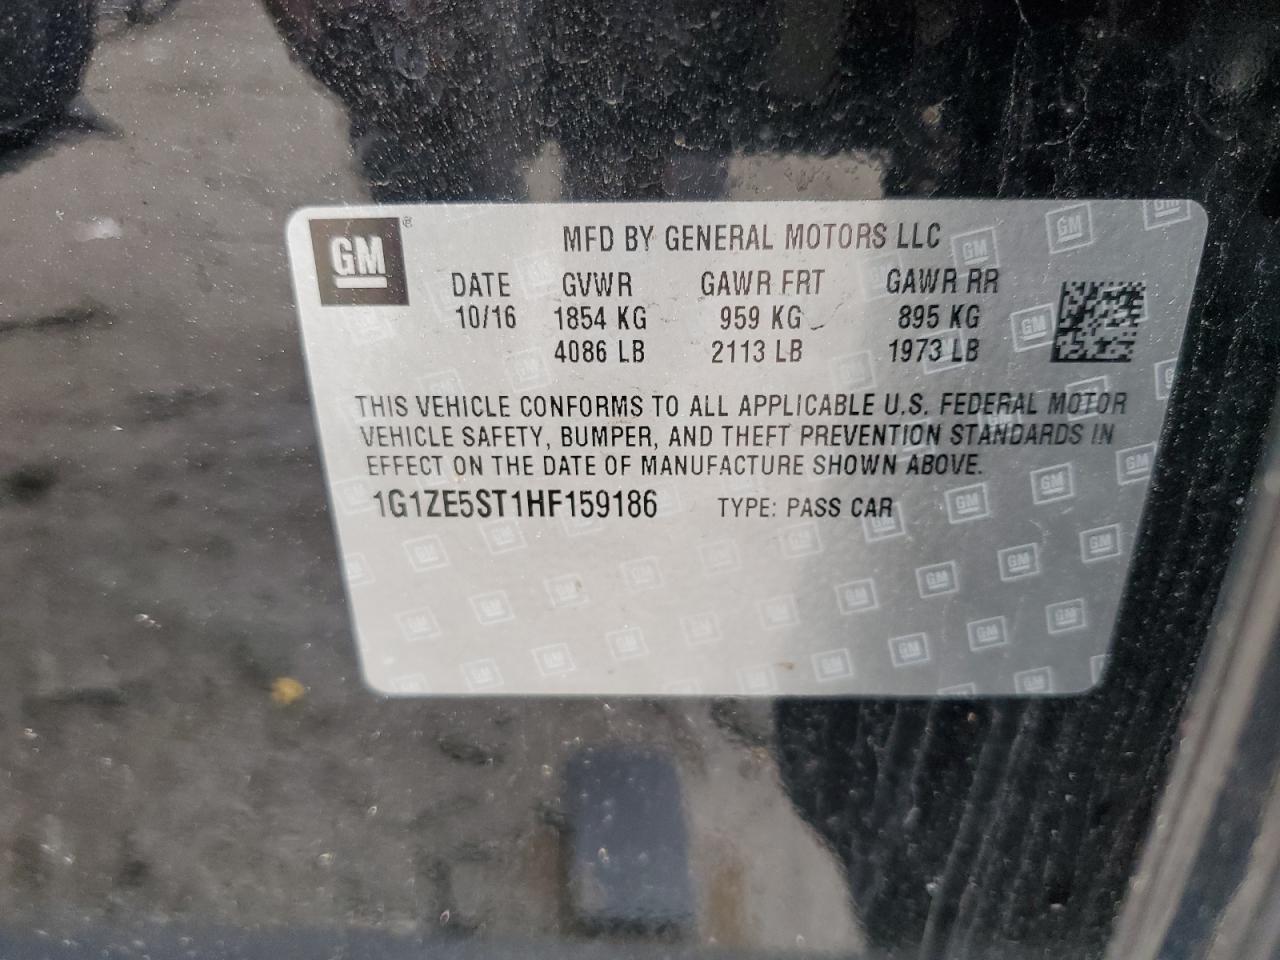 GM ®
MFD BY GENERAL MOTORS LLC
DATE GVWR GAWR FRT GAWR RR
10/16 1854 KG 959 KG 895 KG
4086 LB 2113 LB 1973 LB
THIS VEHICLE CONFORMS TO ALL APPLICABLE U.S. FEDERAL MOTOR
VEHICLE SAFETY, BUMPER, AND THEFT PREVENTION STANDARDS IN
EFFECT ON THE DATE OF MANUFACTURE SHOWN ABOVE.
1G1ZE5ST1HF159186 TYPE: PASS CAR